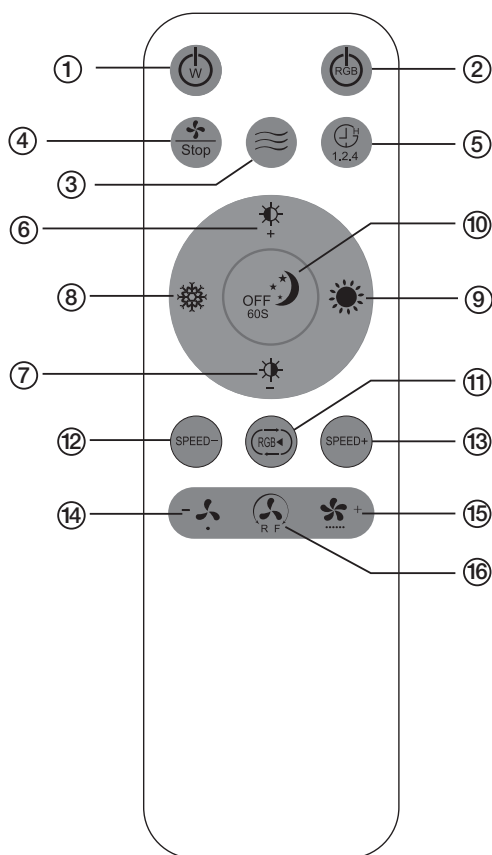 ① W RGB ②
④ Stop H ⑤
③ 1.2.4
⑥ + ⑩
⑧ OFF ⑨
60S
⑦ −
⑪
⑫ SPEED− RGB SPEED+ ⑬
⑭ − + ⑮
R F
⑯